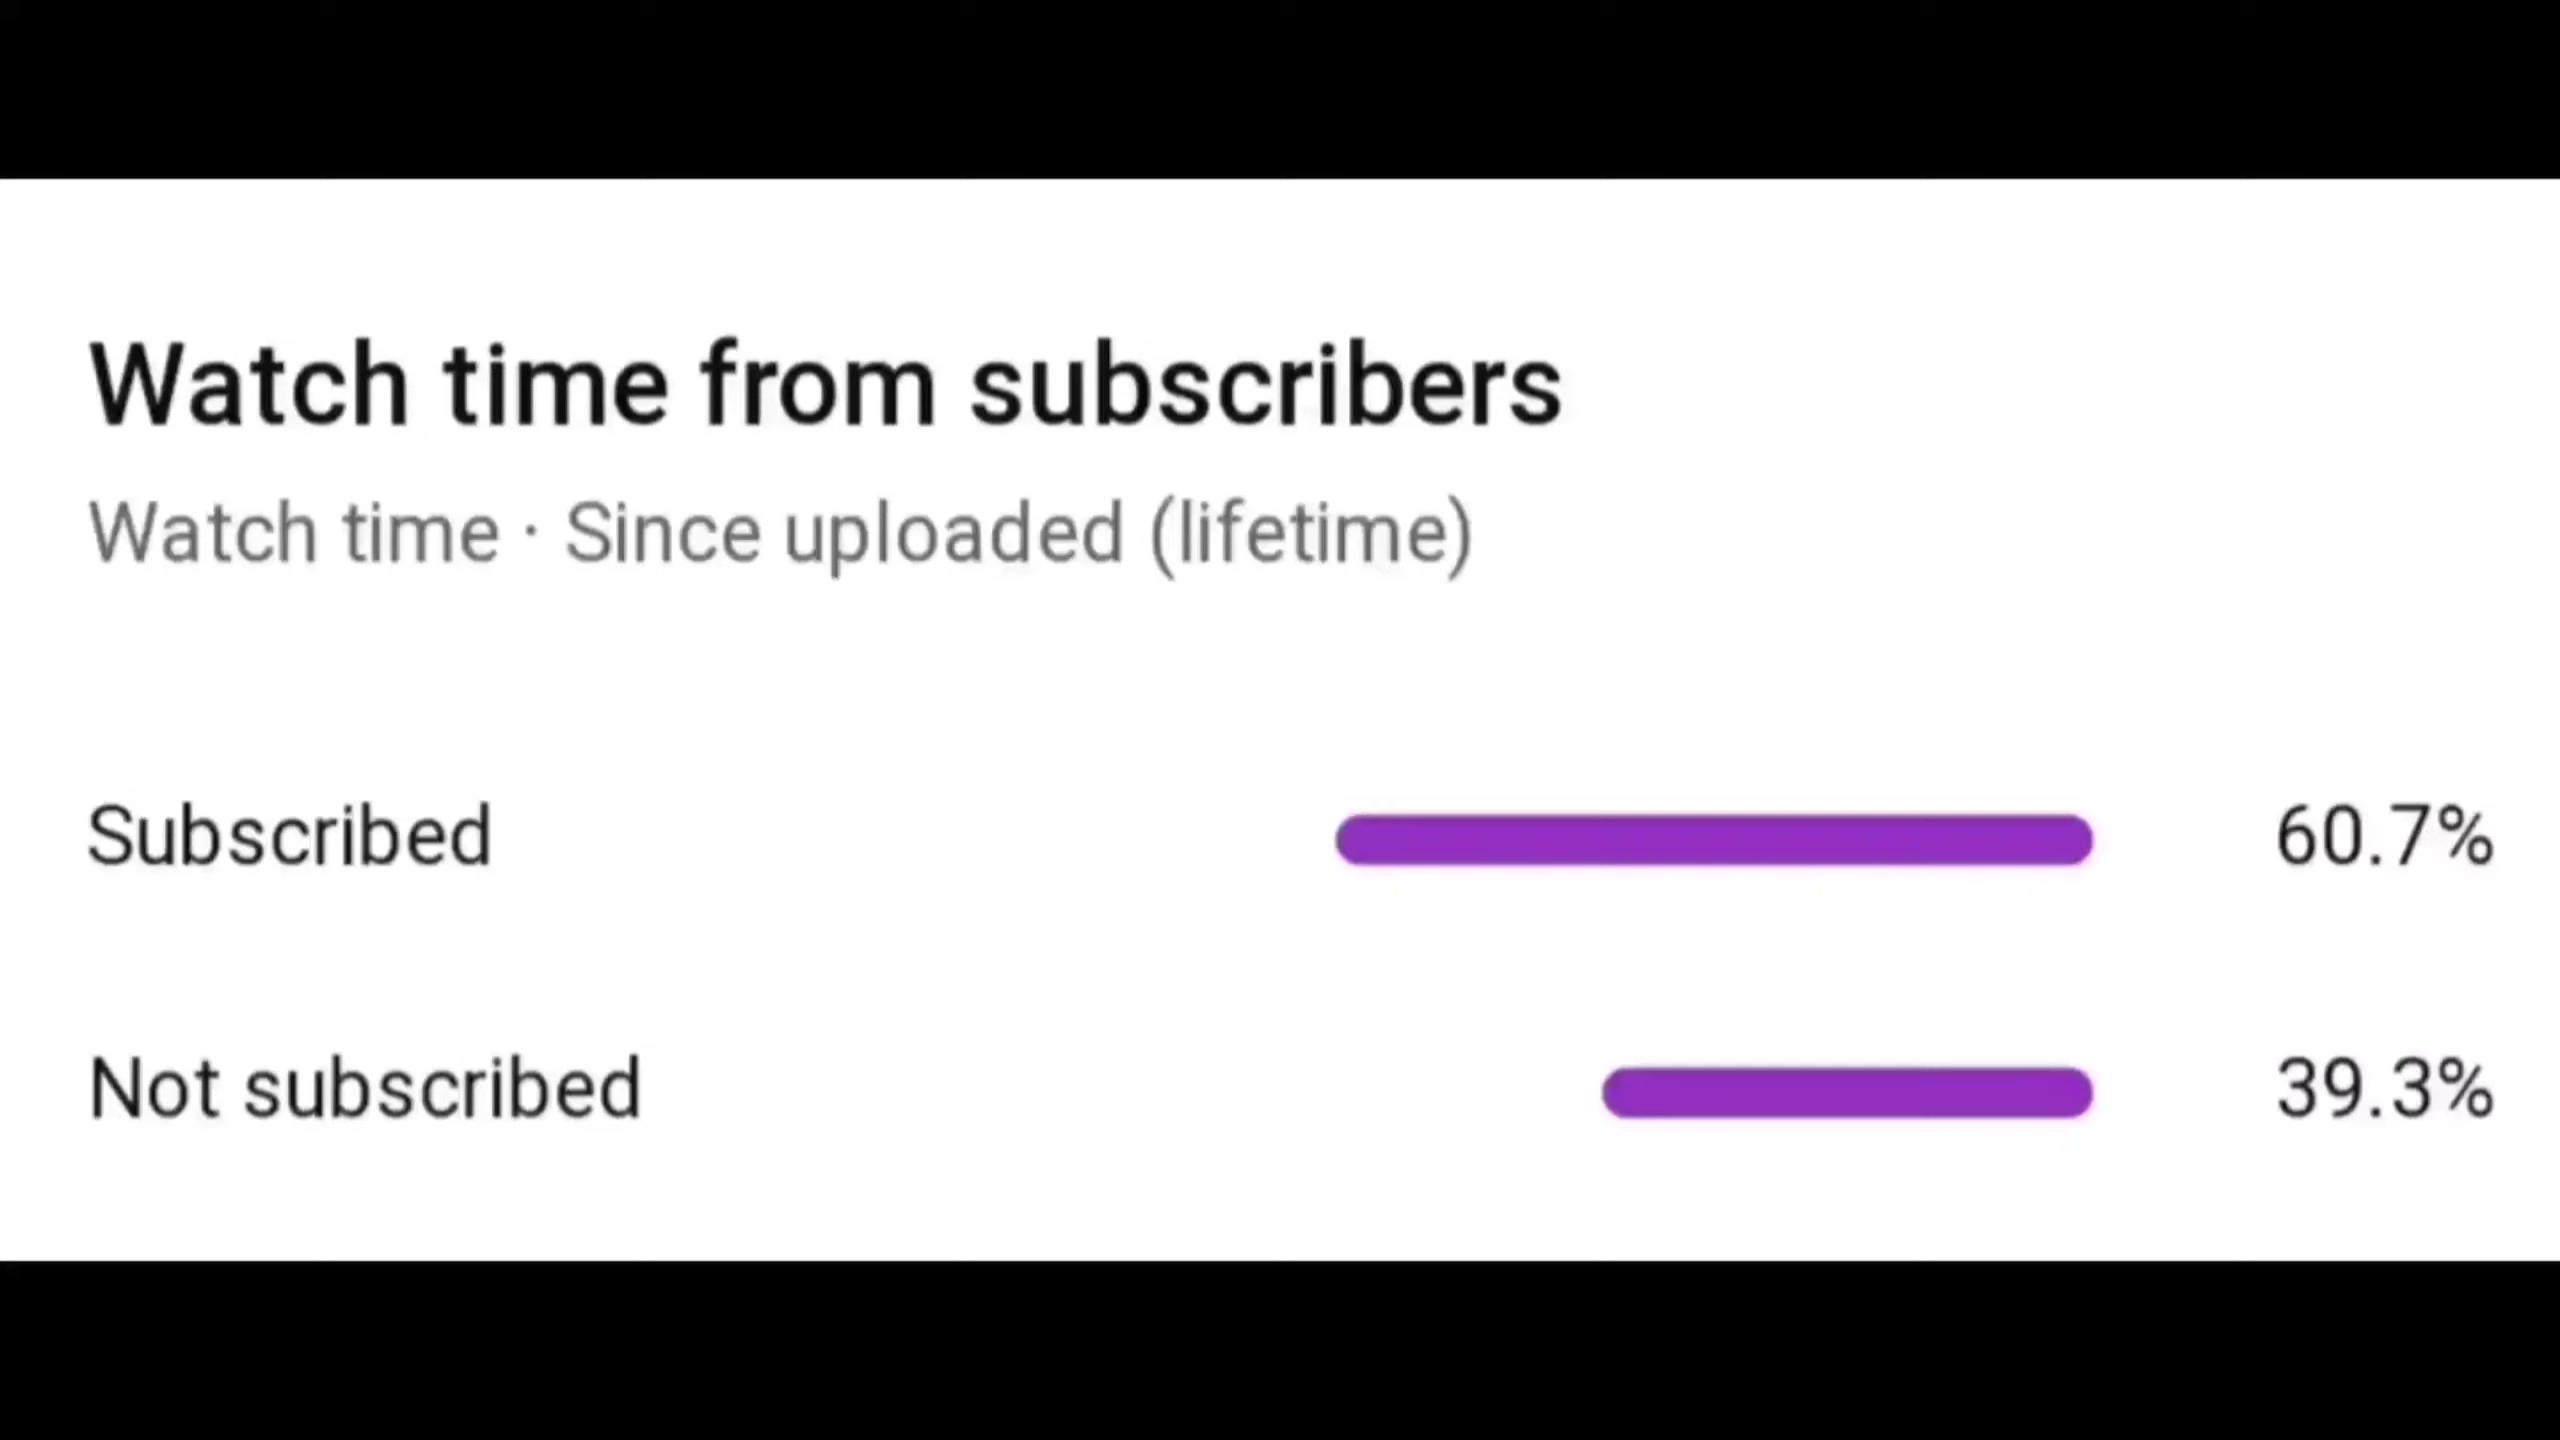 Watch time from subscribers
Watch time · Since uploaded (lifetime)
Subscribed 60.7%
Not subscribed 39.3%